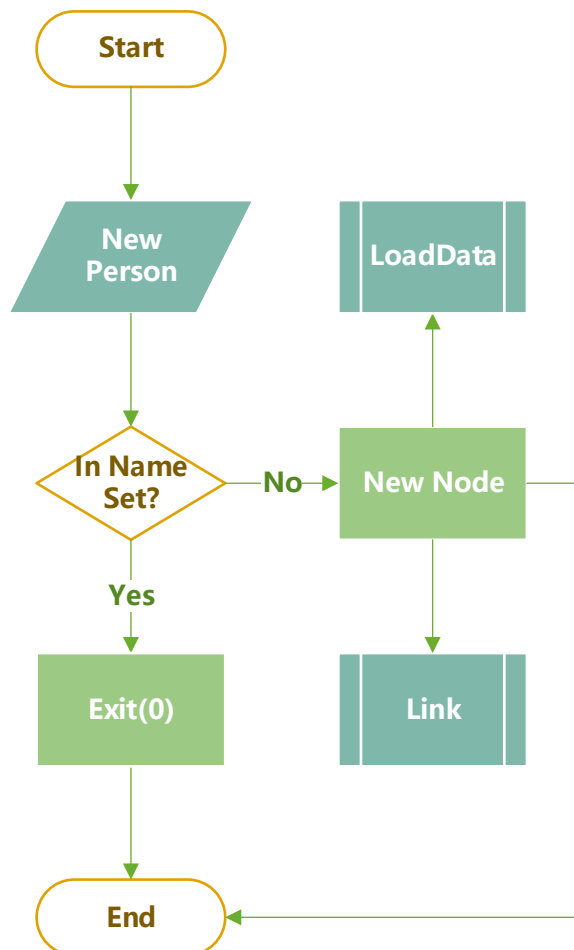 Start
New
Person
LoadData
In Name
Set?
No
New Node
Yes
Exit(0)
Link
End